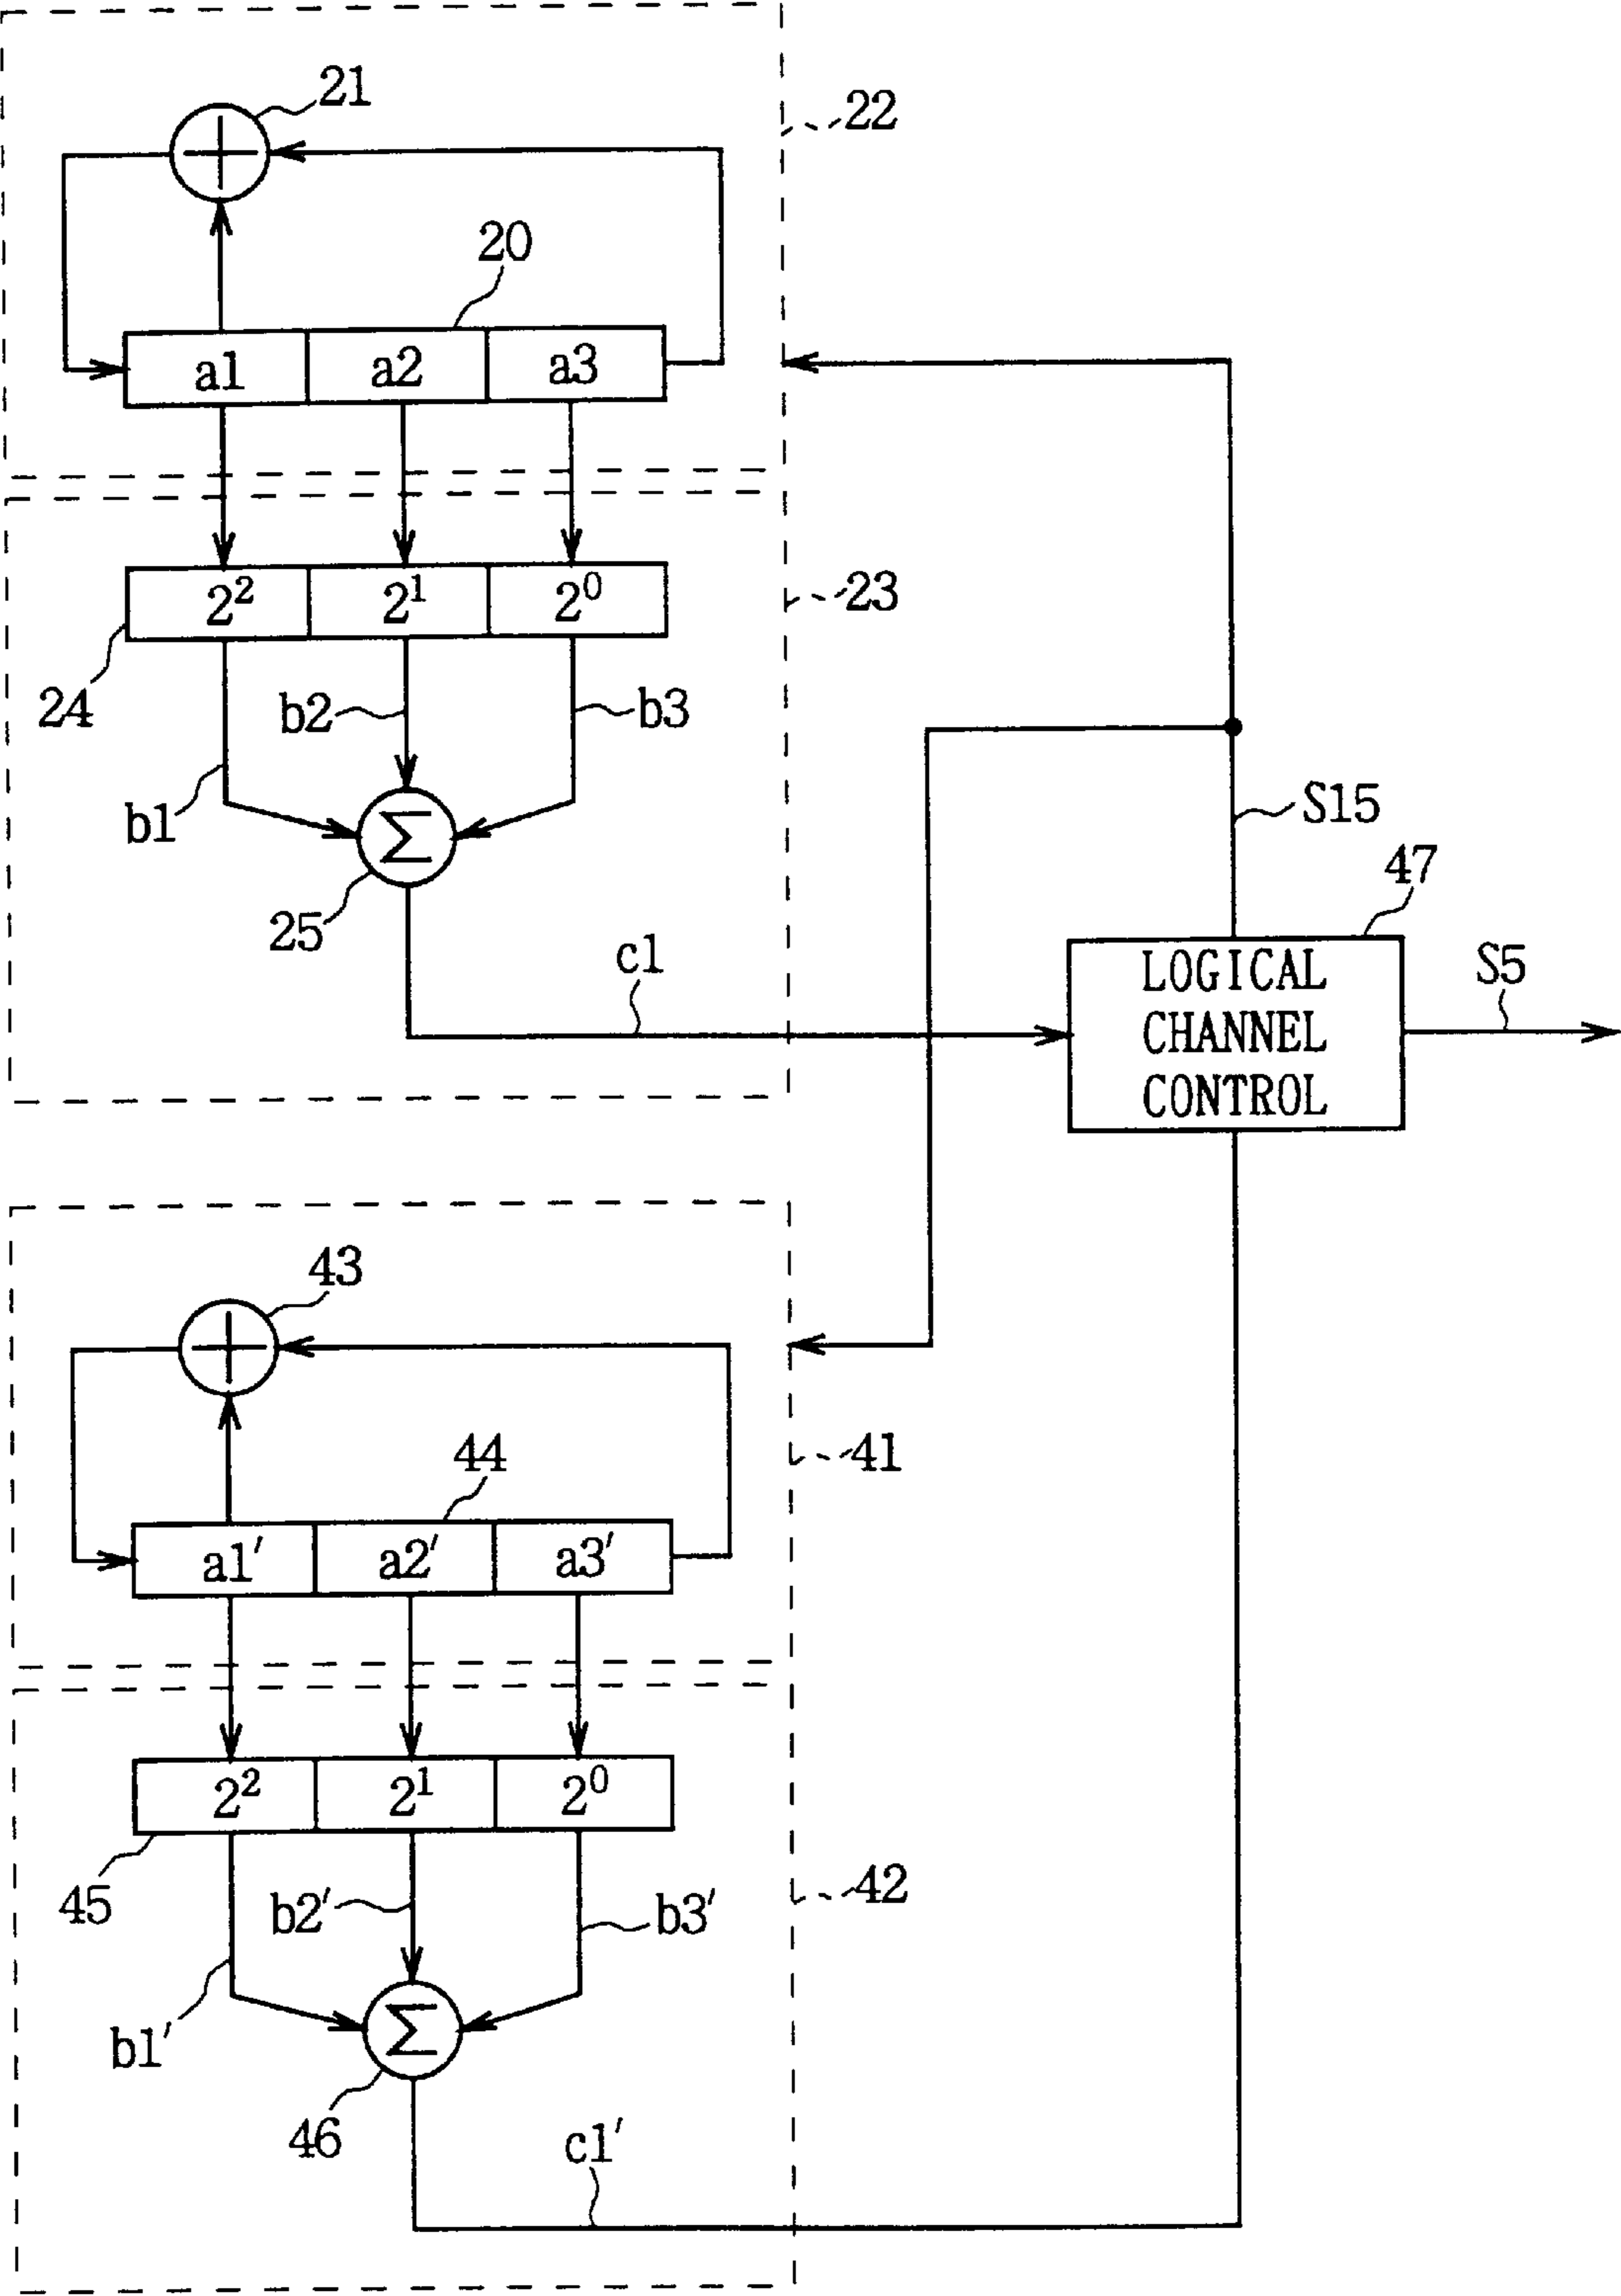 21
22
20
a1 a2 a3
2² 2¹ 2⁰
23
24
b2
b3
b1
S15
25
47
c1
LOGICAL
CHANNEL
CONTROL
S5
43
44
41
a1′ a2′ a3′
2² 2¹ 2⁰
45
b2′
b3′
42
b1′
46
c1′
Σ
Σ